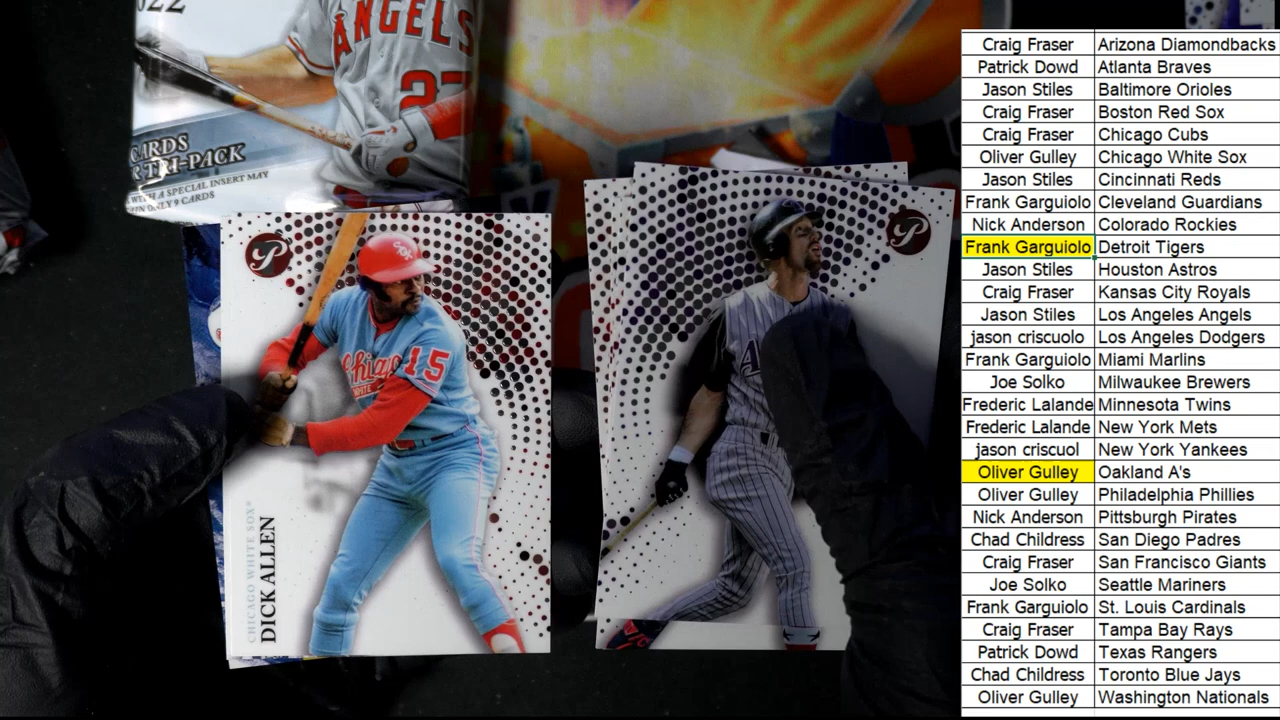 2022
ANGELS
27
CARDS
R TRI-PACK
WITH A SPECIAL INSERT MAY
ONLY 9 CARDS
P
Sox
Chicago
WHITE
15
CHICAGO WHITE SOX®
DICK ALLEN
P
A
Craig Fraser Arizona Diamondbacks
Patrick Dowd Atlanta Braves
Jason Stiles Baltimore Orioles
Craig Fraser Boston Red Sox
Craig Fraser Chicago Cubs
Oliver Gulley Chicago White Sox
Jason Stiles Cincinnati Reds
Frank Garguiolo Cleveland Guardians
Nick Anderson Colorado Rockies
Frank Garguiolo Detroit Tigers
Jason Stiles Houston Astros
Craig Fraser Kansas City Royals
Jason Stiles Los Angeles Angels
jason criscuolo Los Angeles Dodgers
Frank Garguiolo Miami Marlins
Joe Solko Milwaukee Brewers
Frederic Lalande Minnesota Twins
Frederic Lalande New York Mets
jason criscuol New York Yankees
Oliver Gulley Oakland A's
Oliver Gulley Philadelphia Phillies
Nick Anderson Pittsburgh Pirates
Chad Childress San Diego Padres
Craig Fraser San Francisco Giants
Joe Solko Seattle Mariners
Frank Garguiolo St. Louis Cardinals
Craig Fraser Tampa Bay Rays
Patrick Dowd Texas Rangers
Chad Childress Toronto Blue Jays
Oliver Gulley Washington Nationals